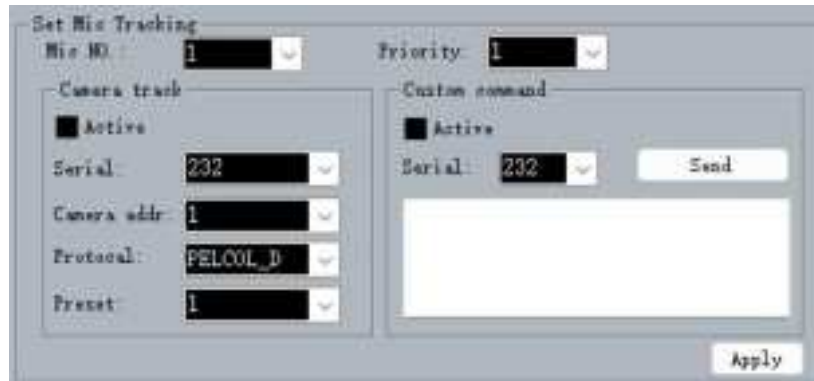 Set Mic Tracking
Mic NO.: 1 Priority: 1
Camera track
Active
Serial: 232
Camera addr: 1
Protocal: PELCOL_D
Preset: 1
Custom command
Active
Serial: 232 Send
Apply